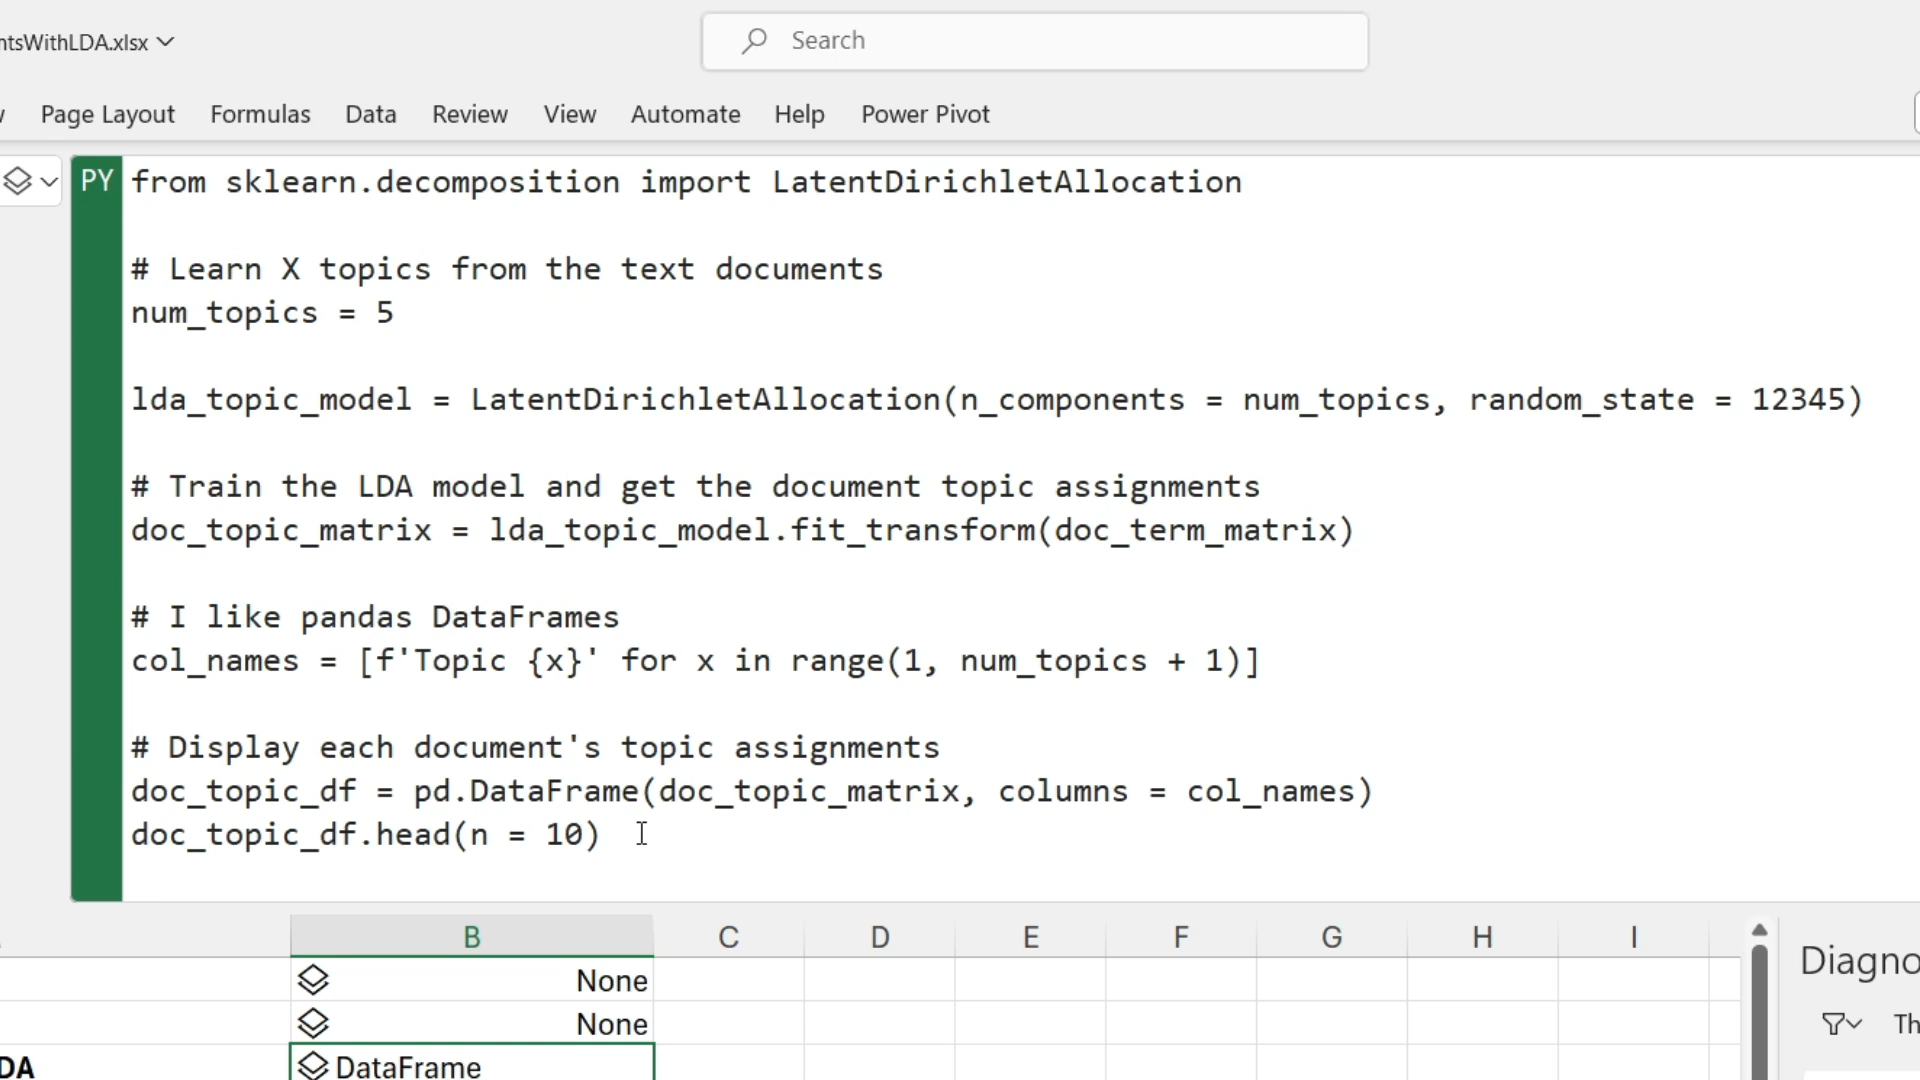 ntsWithLDA.xlsx
Search
Page Layout Formulas Data Review View Automate Help Power Pivot
PY
from sklearn.decomposition import LatentDirichletAllocation
# Learn X topics from the text documents
num_topics = 5
lda_topic_model = LatentDirichletAllocation(n_components = num_topics, random_state = 12345)
# Train the LDA model and get the document topic assignments
doc_topic_matrix = lda_topic_model.fit_transform(doc_term_matrix)
# I like pandas DataFrames
col_names = [f'Topic {x}' for x in range(1, num_topics + 1)]
# Display each document's topic assignments
doc_topic_df = pd.DataFrame(doc_topic_matrix, columns = col_names)
doc_topic_df.head(n = 10)
B C D E F G H I
Diagno
None
None
Th
DA DataFrame